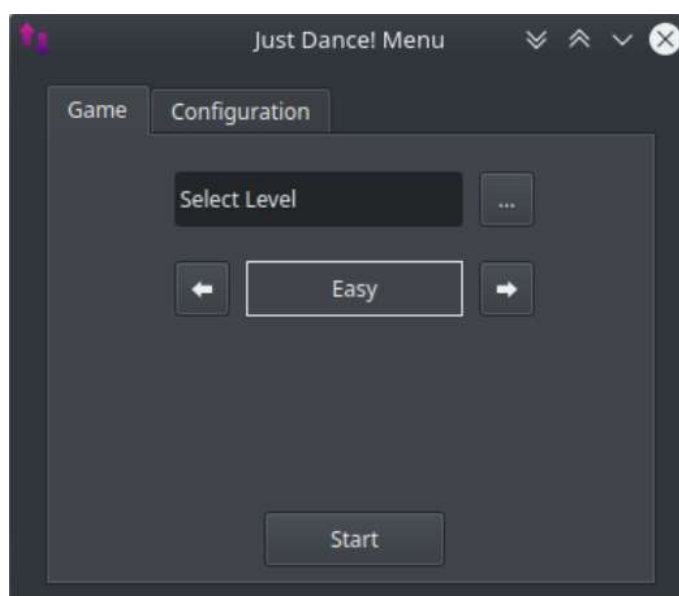 Just Dance! Menu
Game Configuration
Select Level ...
Easy
Start